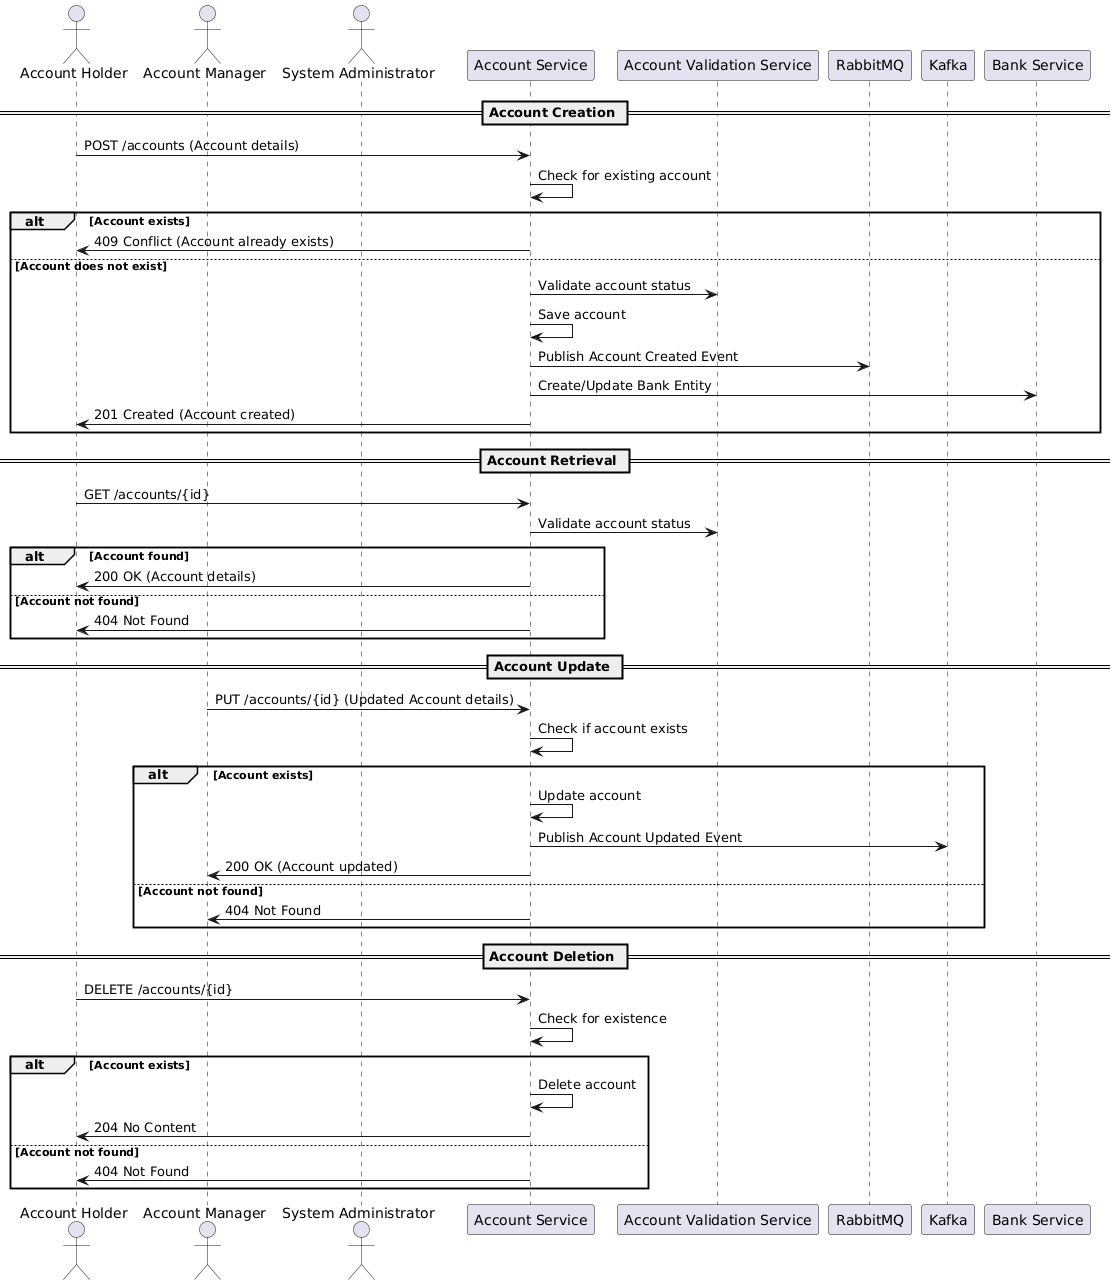 Account Holder
Account Manager
System Administrator
Account Service
Account Validation Service
RabbitMQ
Kafka
Bank Service
Account Creation
POST /accounts (Account details)
Check for existing account
alt
[Account exists]
409 Conflict (Account already exists)
[Account does not exist]
Validate account status
Save account
Publish Account Created Event
Create/Update Bank Entity
201 Created (Account created)
Account Retrieval
GET /accounts/{id}
Validate account status
alt
[Account found]
200 OK (Account details)
[Account not found]
404 Not Found
Account Update
PUT /accounts/{id} (Updated Account details)
Check if account exists
alt
[Account exists]
Update account
Publish Account Updated Event
200 OK (Account updated)
[Account not found]
404 Not Found
Account Deletion
DELETE /accounts/{id}
Check for existence
alt
[Account exists]
Delete account
204 No Content
[Account not found]
404 Not Found
Account Holder
Account Manager
System Administrator
Account Service
Account Validation Service
RabbitMQ
Kafka
Bank Service